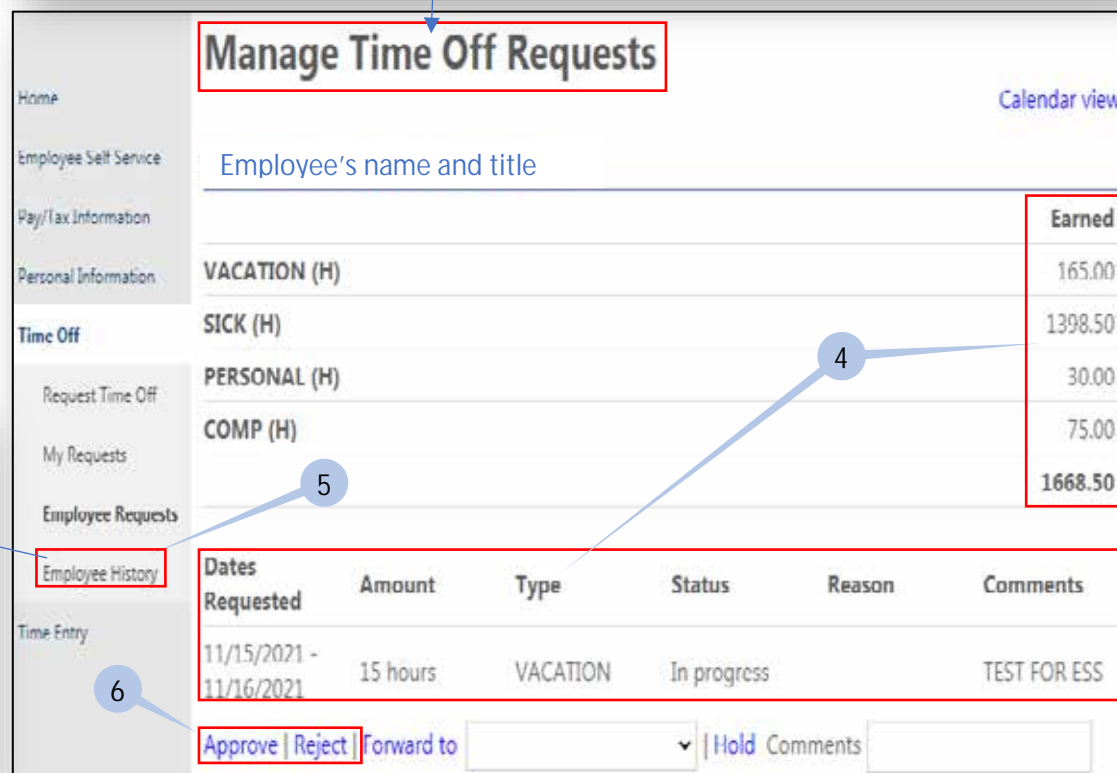 Manage Time Off Requests
Calendar view
Home
Employee Self Service
Pay/Tax Information
Personal Information
Time Off
Request Time Off
My Requests
Employee Requests
Employee History
Time Entry
Employee's name and title
Earned
VACATION (H) 165.00
SICK (H) 1398.50
PERSONAL (H) 30.00
COMP (H) 75.00
1668.50
4
5
6
Dates Requested Amount Type Status Reason Comments
11/15/2021 - 11/16/2021 15 hours VACATION In progress TEST FOR ESS
Approve | Reject | Forward to | Hold Comments